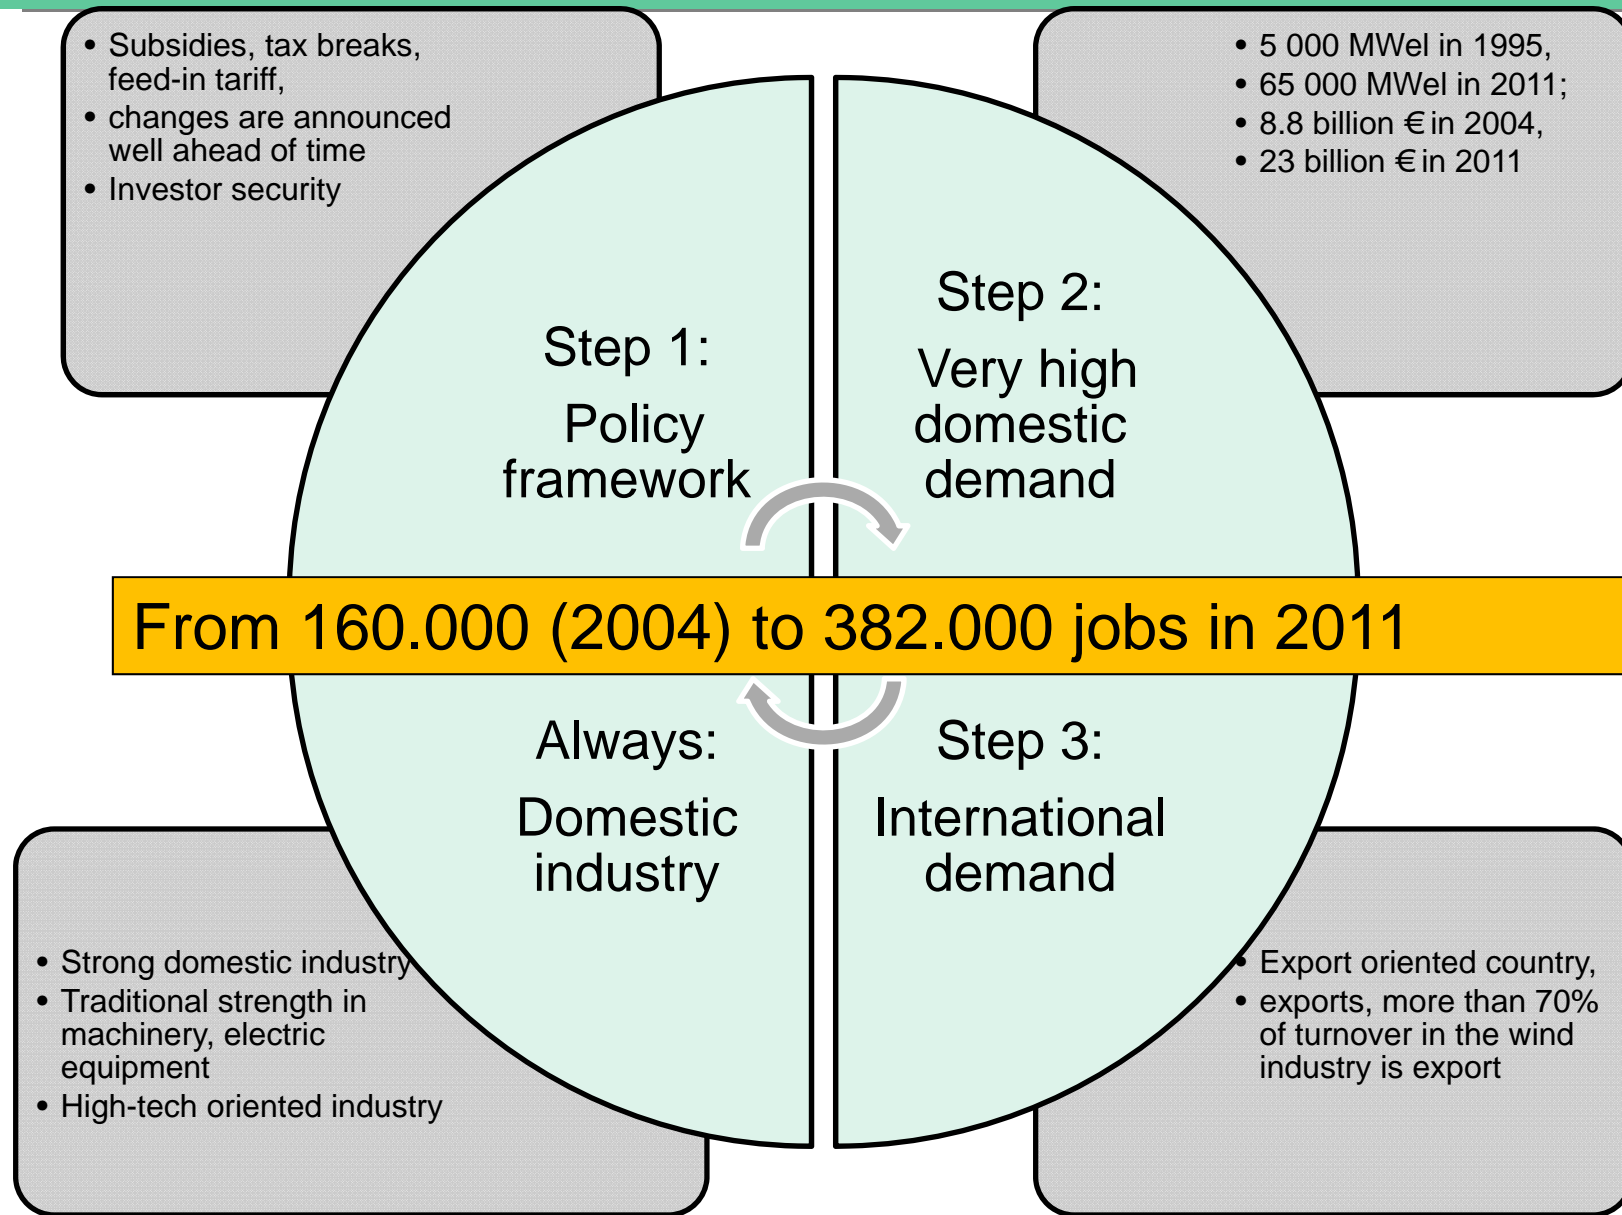 • Subsidies, tax breaks,
feed-in tariff,
• changes are announced
well ahead of time
• Investor security
• 5 000 MWel in 1995,
• 65 000 MWel in 2011;
• 8.8 billion € in 2004,
• 23 billion € in 2011
Step 1:
Policy
framework
Step 2:
Very high
domestic
demand
From 160.000 (2004) to 382.000 jobs in 2011
Always:
Domestic
industry
Step 3:
International
demand
• Strong domestic industry
• Traditional strength in
machinery, electric
equipment
• High-tech oriented industry
• Export oriented country,
• exports, more than 70%
of turnover in the wind
industry is export